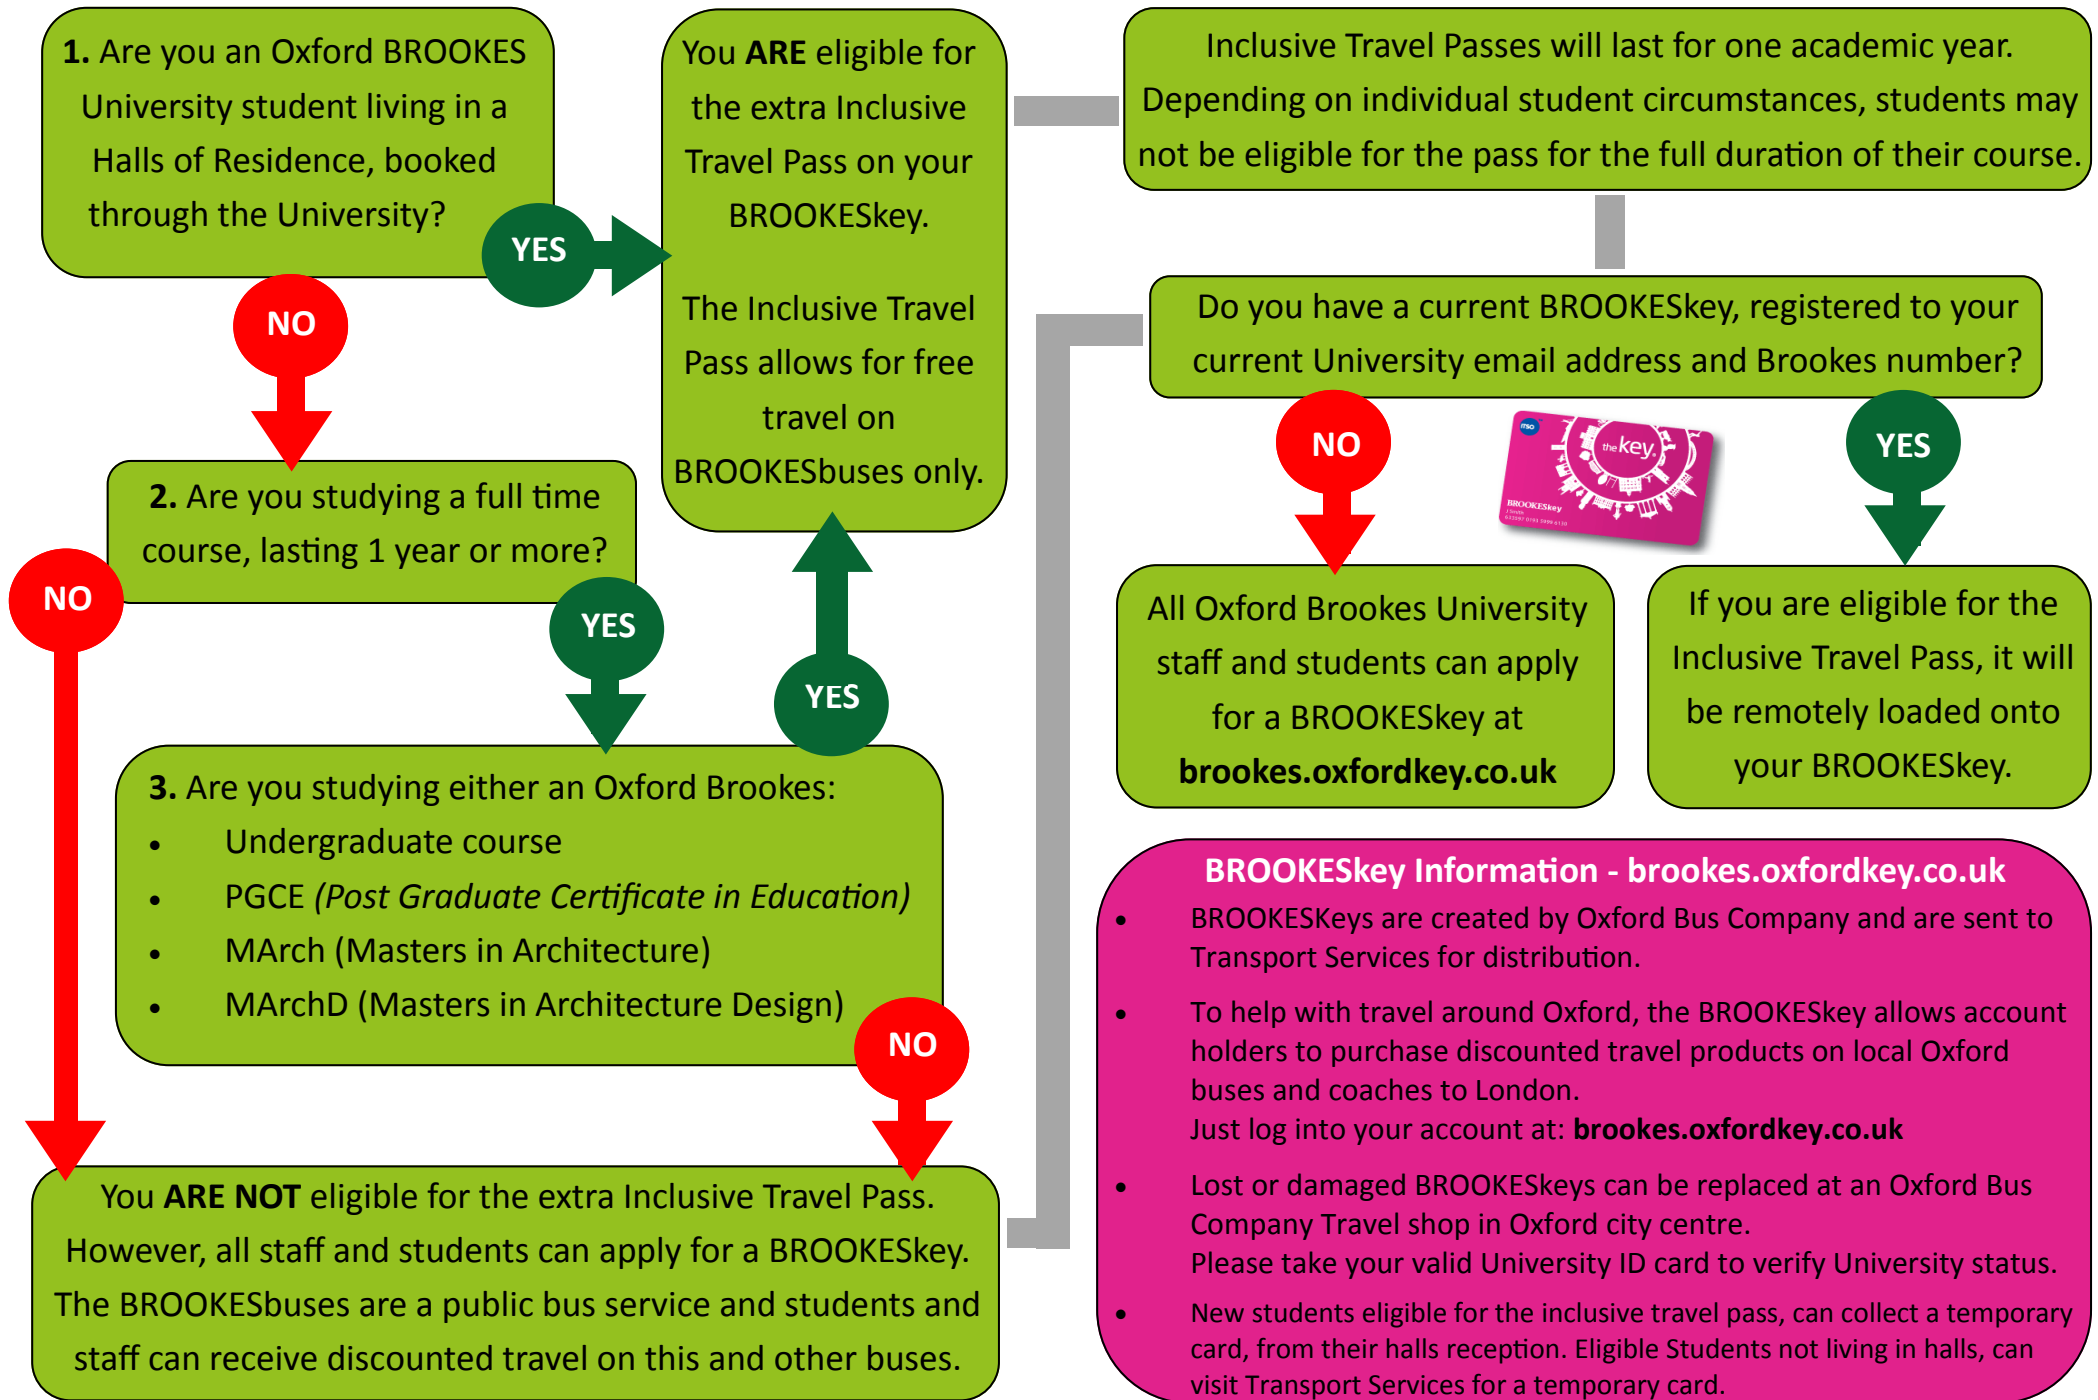 1. Are you an Oxford BROOKES
University student living in a
Halls of Residence, booked
through the University?
YES
NO
You ARE eligible for
the extra Inclusive
Travel Pass on your
BROOKESkey.
The Inclusive Travel
Pass allows for free
travel on
BROOKESbuses only.
2. Are you studying a full time
course, lasting 1 year or more?
NO
YES
YES
3. Are you studying either an Oxford Brookes:
• Undergraduate course
• PGCE (Post Graduate Certificate in Education)
• MArch (Masters in Architecture)
• MArchD (Masters in Architecture Design)
NO
You ARE NOT eligible for the extra Inclusive Travel Pass.
However, all staff and students can apply for a BROOKESkey.
The BROOKESbuses are a public bus service and students and
staff can receive discounted travel on this and other buses.
Inclusive Travel Passes will last for one academic year.
Depending on individual student circumstances, students may
not be eligible for the pass for the full duration of their course.
Do you have a current BROOKESkey, registered to your
current University email address and Brookes number?
NO
YES
ITSO
the key.
BROOKESkey
J Smith
All Oxford Brookes University
staff and students can apply
for a BROOKESkey at
brookes.oxfordkey.co.uk
If you are eligible for the
Inclusive Travel Pass, it will
be remotely loaded onto
your BROOKESkey.
BROOKESkey Information - brookes.oxfordkey.co.uk
• BROOKESKeys are created by Oxford Bus Company and are sent to
Transport Services for distribution.
• To help with travel around Oxford, the BROOKESkey allows account
holders to purchase discounted travel products on local Oxford
buses and coaches to London.
Just log into your account at: brookes.oxfordkey.co.uk
• Lost or damaged BROOKESkeys can be replaced at an Oxford Bus
Company Travel shop in Oxford city centre.
Please take your valid University ID card to verify University status.
• New students eligible for the inclusive travel pass, can collect a temporary
card, from their halls reception. Eligible Students not living in halls, can
visit Transport Services for a temporary card.